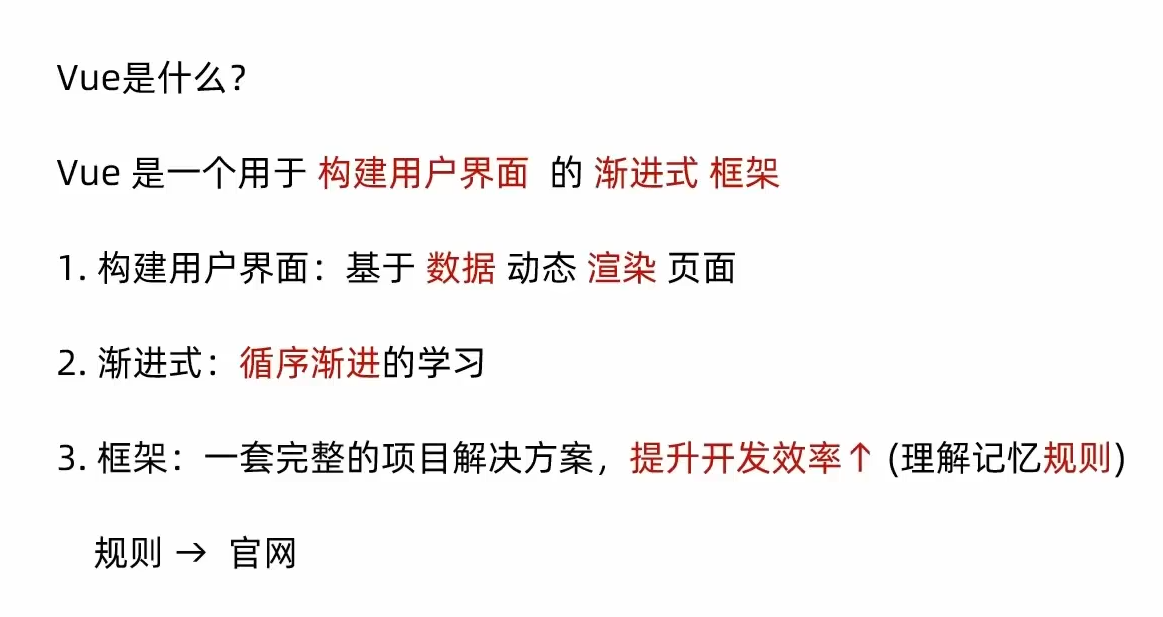 Vue是什么？
Vue 是一个用于 构建用户界面 的 渐进式 框架
1. 构建用户界面：基于 数据 动态 渲染 页面
2. 渐进式：循序渐进的学习
3. 框架：一套完整的项目解决方案，提升开发效率↑ (理解记忆规则)
规则 → 官网